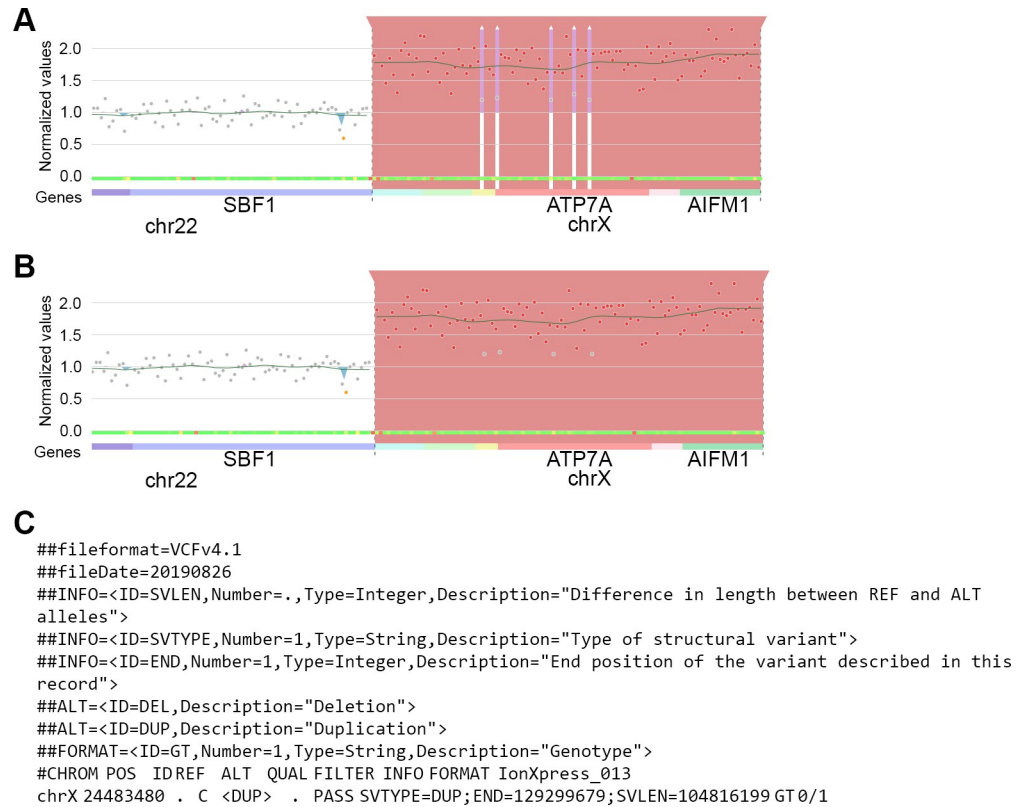 A
Normalized values
2.0
1.5
1.0
0.5
0.0
Genes
SBF1 ATP7A AIFM1
chr22 chrX
B
Normalized values
2.0
1.5
1.0
0.5
0.0
Genes
SBF1 ATP7A AIFM1
chr22 chrX
C
##fileformat=VCFv4.1
##fileDate=20190826
##INFO=<ID=SVLEN,Number=.,Type=Integer,Description="Difference in length between REF and ALT
alleles">
##INFO=<ID=SVTYPE,Number=1,Type=String,Description="Type of structural variant">
##INFO=<ID=END,Number=1,Type=Integer,Description="End position of the variant described in this
record">
##ALT=<ID=DEL,Description="Deletion">
##ALT=<ID=DUP,Description="Duplication">
##FORMAT=<ID=GT,Number=1,Type=String,Description="Genotype">
#CHROM POS ID REF ALT QUAL FILTER INFO FORMAT IonXpress_013
chrX 24483480 . C <DUP> . PASS SVTYPE=DUP;END=129299679;SVLEN=104816199 GT 0/1